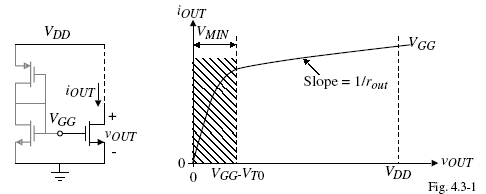 VDD
iOUT
VGG
+
vOUT
-
iOUT
VMIN
VGG
Slope = 1/rout
0
0
VGG-VT0
VDD
vOUT
Fig. 4.3-1